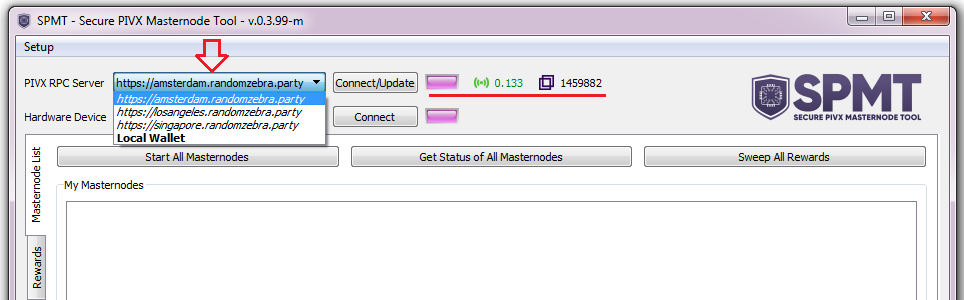 SPMT - Secure PIVX Masternode Tool - v.0.3.99-m
Setup
PIVX RPC Server https://amsterdam.randomzebra.party Connect/Update 0.133 1459882
https://amsterdam.randomzebra.party
https://losangeles.randomzebra.party
https://singapore.randomzebra.party
Local Wallet
Hardware Device Connect
SPMT
SECURE PIVX MASTERNODE TOOL
Masternode List
Rewards
Start All Masternodes Get Status of All Masternodes Sweep All Rewards
My Masternodes